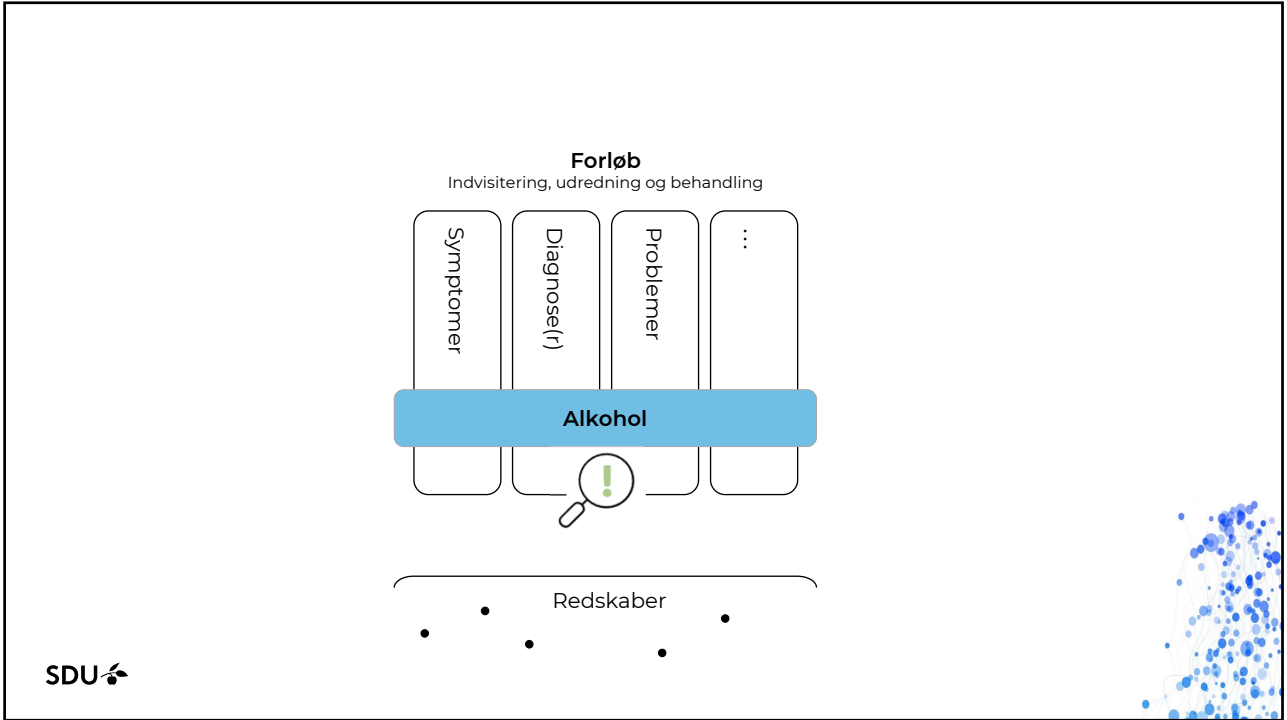 Forløb
Indvisitering, udredning og behandling
Symptomer
Diagnose(r)
Problemer
...
Alkohol
!
Redskaber
SDU